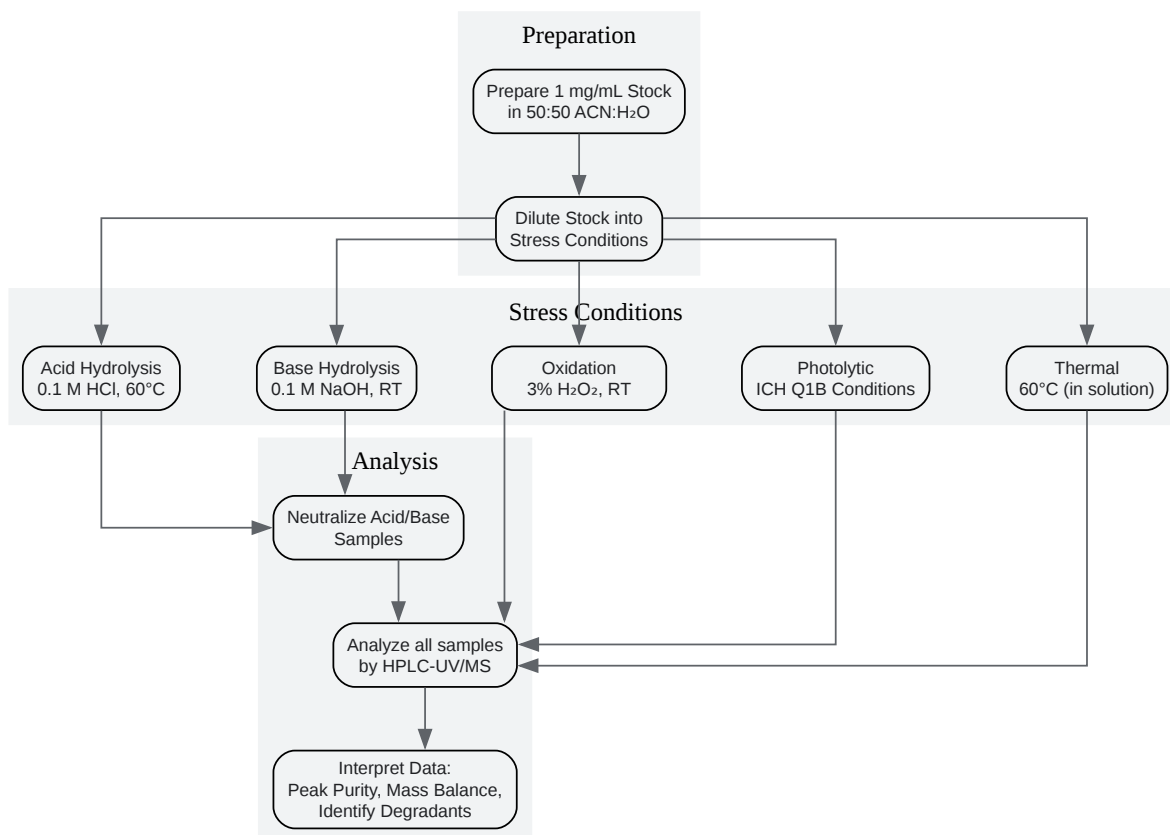 Preparation
Prepare 1 mg/mL Stock
in 50:50 ACN:H₂O
Dilute Stock into
Stress Conditions
Stress Conditions
Acid Hydrolysis
0.1 M HCl, 60°C
Base Hydrolysis
0.1 M NaOH, RT
Oxidation
3% H₂O₂, RT
Photolytic
ICH Q1B Conditions
Thermal
60°C (in solution)
Analysis
Neutralize Acid/Base
Samples
Analyze all samples
by HPLC-UV/MS
Interpret Data:
Peak Purity, Mass Balance,
Identify Degradants